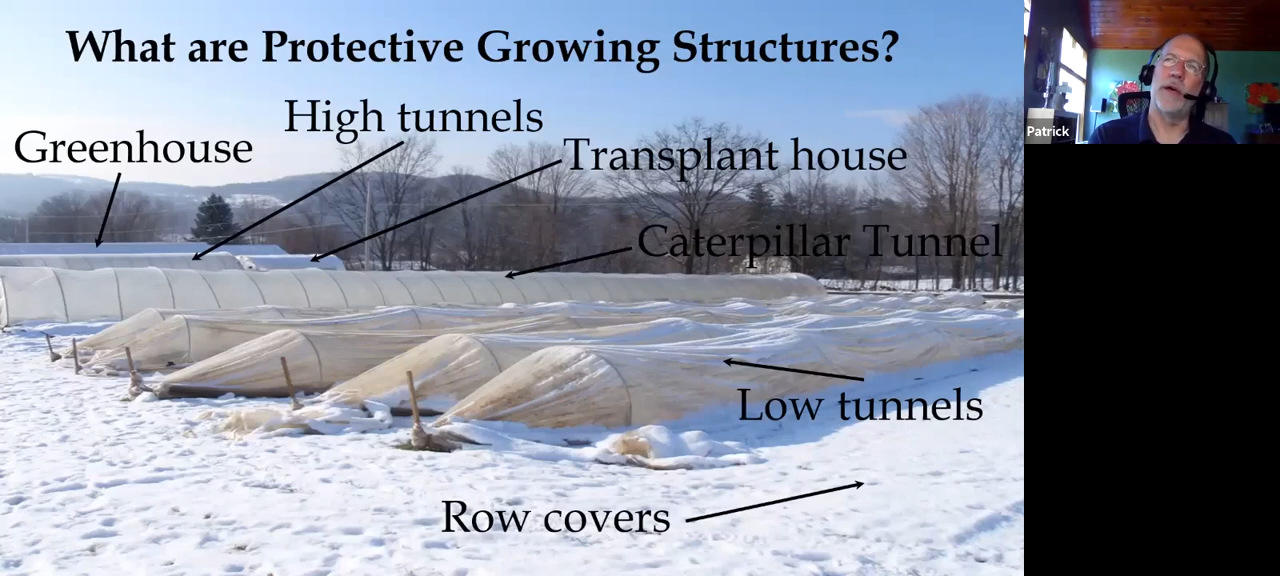 What are Protective Growing Structures?
High tunnels
Greenhouse
Transplant house
Caterpillar Tunnel
Low tunnels
Row covers
Patrick